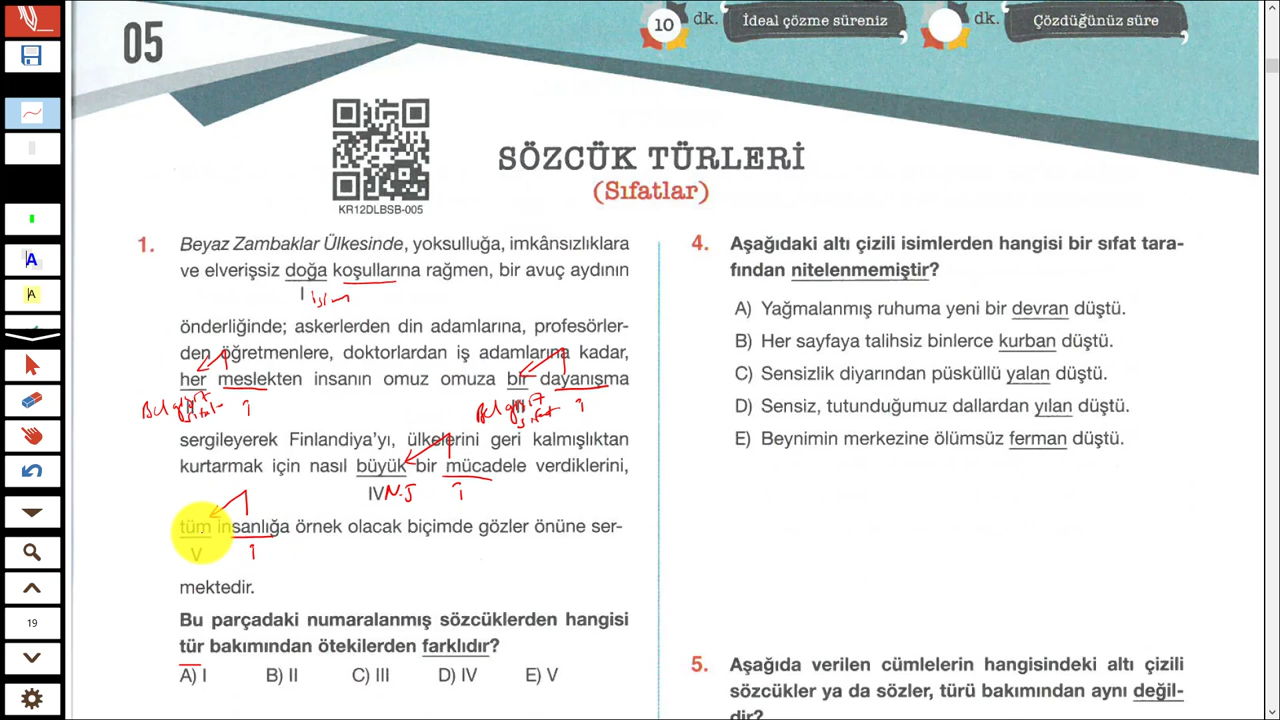 05
10 dk. İdeal çözme süreniz
dk. Çözdüğünüz süre
KR12DLBSB-005
SÖZCÜK TÜRLERİ
(Sıfatlar)
1. Beyaz Zambaklar Ülkesinde, yoksulluğa, imkânsızlıklara
ve elverişsiz doğa koşullarına rağmen, bir avuç aydının
I isim
önderliğinde; askerlerden din adamlarına, profesörler-
den öğretmenlere, doktorlardan iş adamlarına kadar,
her meslekten insanın omuz omuza bir dayanışma
II III
sergileyerek Finlandiya'yı, ülkelerini geri kalmışlıktan
kurtarmak için nasıl büyük bir mücadele verdiklerini,
IV
tüm insanlığa örnek olacak biçimde gözler önüne ser-
V
mektedir.
Bu parçadaki numaralanmış sözcüklerden hangisi
tür bakımından ötekilerden farklıdır?
A) I B) II C) III D) IV E) V
4. Aşağıdaki altı çizili isimlerden hangisi bir sıfat tara-
fından nitelenmemiştir?
A) Yağmalanmış ruhuma yeni bir devran düştü.
B) Her sayfaya talihsiz binlerce kurban düştü.
C) Sensizlik diyarından püsküllü yalan düştü.
D) Sensiz, tutunduğumuz dallardan yılan düştü.
E) Beynimin merkezine ölümsüz ferman düştü.
5. Aşağıda verilen cümlelerin hangisindeki altı çizili
sözcükler ya da sözler, türü bakımından aynı değil-
dir?
A
A
19